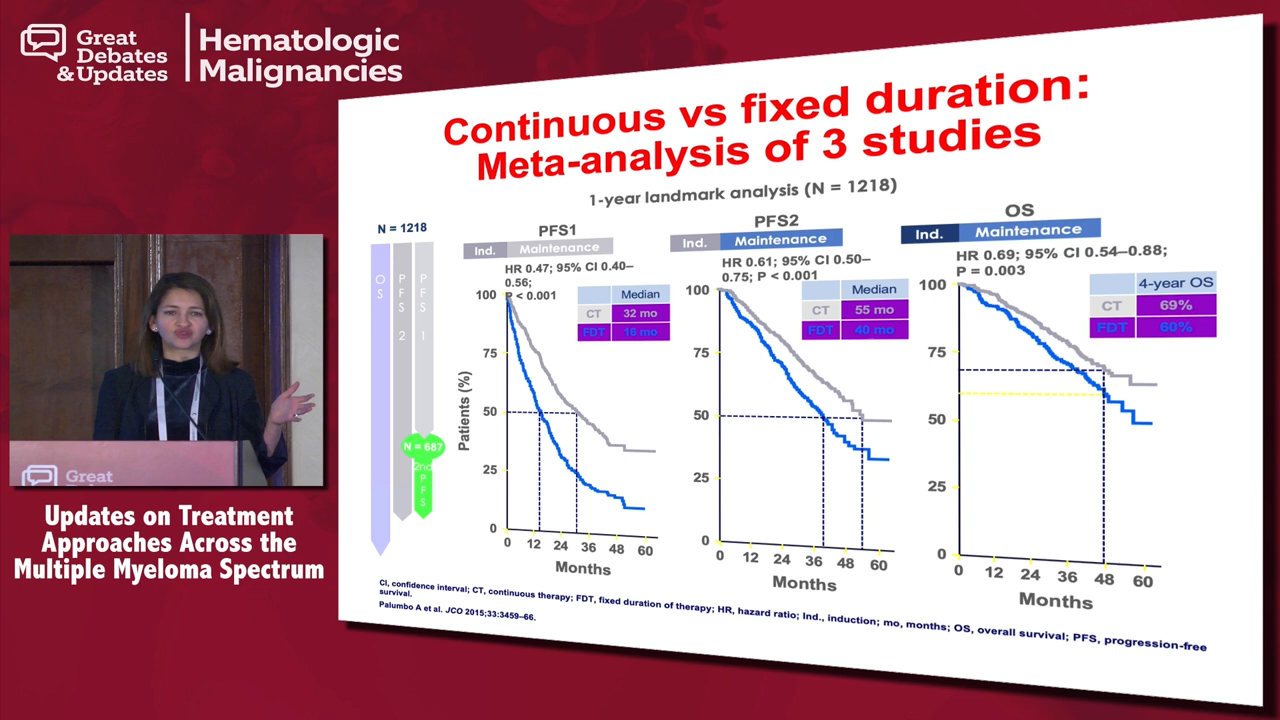 Great
Debates
& Updates
Hematologic
Malignancies
Continuous vs fixed duration:
Meta-analysis of 3 studies
1-year landmark analysis (N = 1218)
N = 1218
OS
PFS 2
PFS 1
N = 687
2nd PFS
PFS1
Ind. Maintenance
HR 0.47; 95% CI 0.40–
0.56;
P < 0.001
Median
CT 32 mo
FDT 16 mo
Patients (%)
100
75
50
25
0
0 12 24 36 48 60
Months
PFS2
Ind. Maintenance
HR 0.61; 95% CI 0.50–
0.75; P < 0.001
Median
CT 55 mo
FDT 40 mo
100
75
50
25
0
0 12 24 36 48 60
Months
OS
Ind. Maintenance
HR 0.69; 95% CI 0.54–0.88;
P = 0.003
4-year OS
CT 69%
FDT 60%
100
75
50
25
0
0 12 24 36 48 60
Months
CI, confidence interval; CT, continuous therapy; FDT, fixed duration of therapy; HR, hazard ratio; Ind., induction; mo, months; OS, overall survival; PFS, progression-free
survival.
Palumbo A et al. JCO 2015;33:3459–66.
Great
Updates on Treatment
Approaches Across the
Multiple Myeloma Spectrum